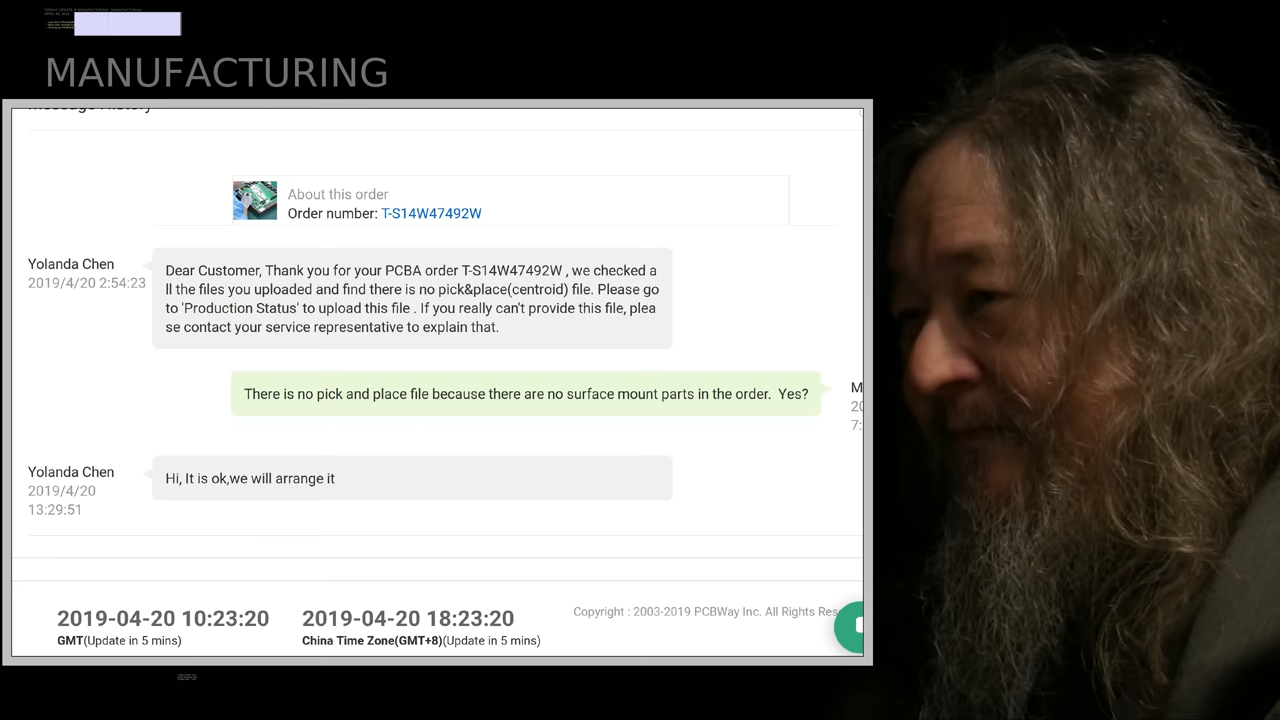 MANUFACTURING
Message History
About this order
Order number: T-S14W47492W
Yolanda Chen
2019/4/20 2:54:23
Dear Customer, Thank you for your PCBA order T-S14W47492W , we checked a
ll the files you uploaded and find there is no pick&place(centroid) file. Please go
to 'Production Status' to upload this file . If you really can't provide this file, plea
se contact your service representative to explain that.
There is no pick and place file because there are no surface mount parts in the order.  Yes?
M
20
7:
Yolanda Chen
2019/4/20
13:29:51
Hi, It is ok,we will arrange it
2019-04-20 10:23:20
GMT(Update in 5 mins)
2019-04-20 18:23:20
China Time Zone(GMT+8)(Update in 5 mins)
Copyright : 2003-2019 PCBWay Inc. All Rights Res